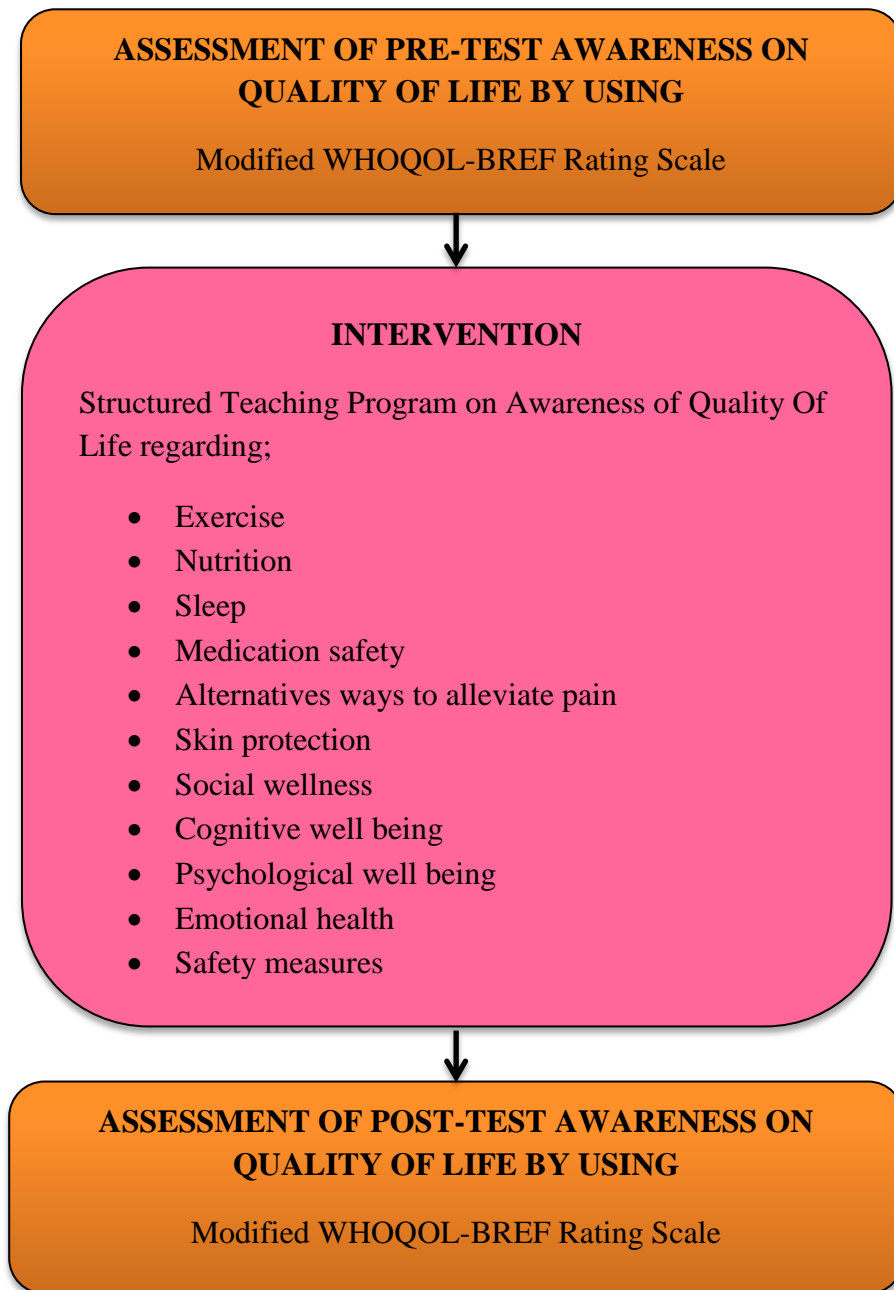 ASSESSMENT OF PRE-TEST AWARENESS ON
QUALITY OF LIFE BY USING
Modified WHOQOL-BREF Rating Scale
INTERVENTION
Structured Teaching Program on Awareness of Quality Of
Life regarding;
• Exercise
• Nutrition
• Sleep
• Medication safety
• Alternatives ways to alleviate pain
• Skin protection
• Social wellness
• Cognitive well being
• Psychological well being
• Emotional health
• Safety measures
ASSESSMENT OF POST-TEST AWARENESS ON
QUALITY OF LIFE BY USING
Modified WHOQOL-BREF Rating Scale